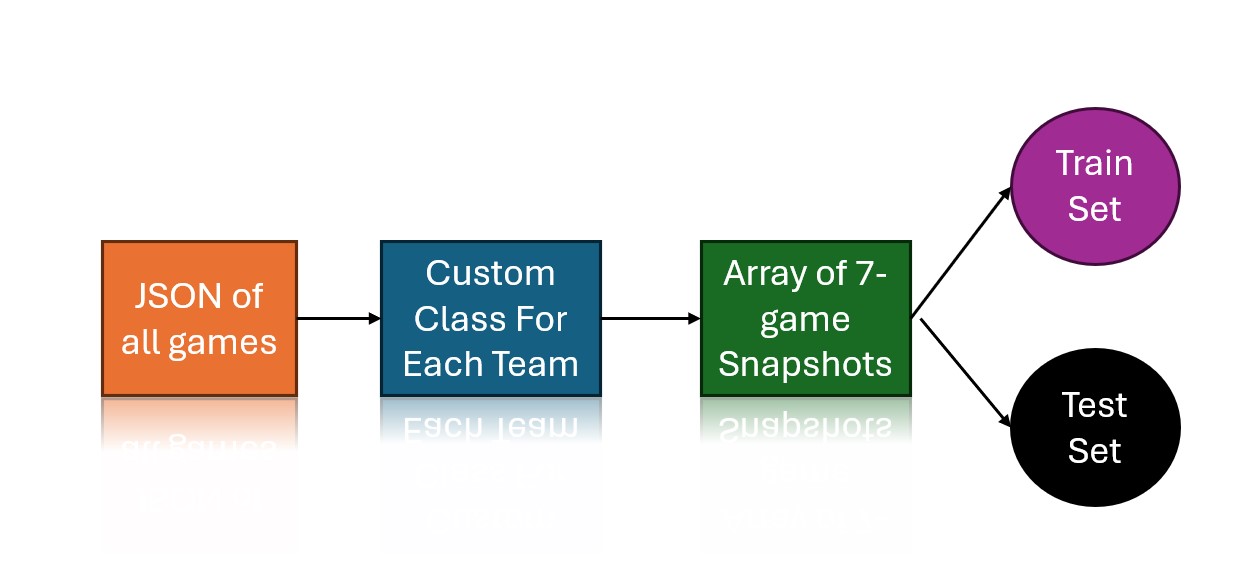 JSON of
all games
Custom
Class For
Each Team
Array of 7-
game
Snapshots
Train
Set
Test
Set